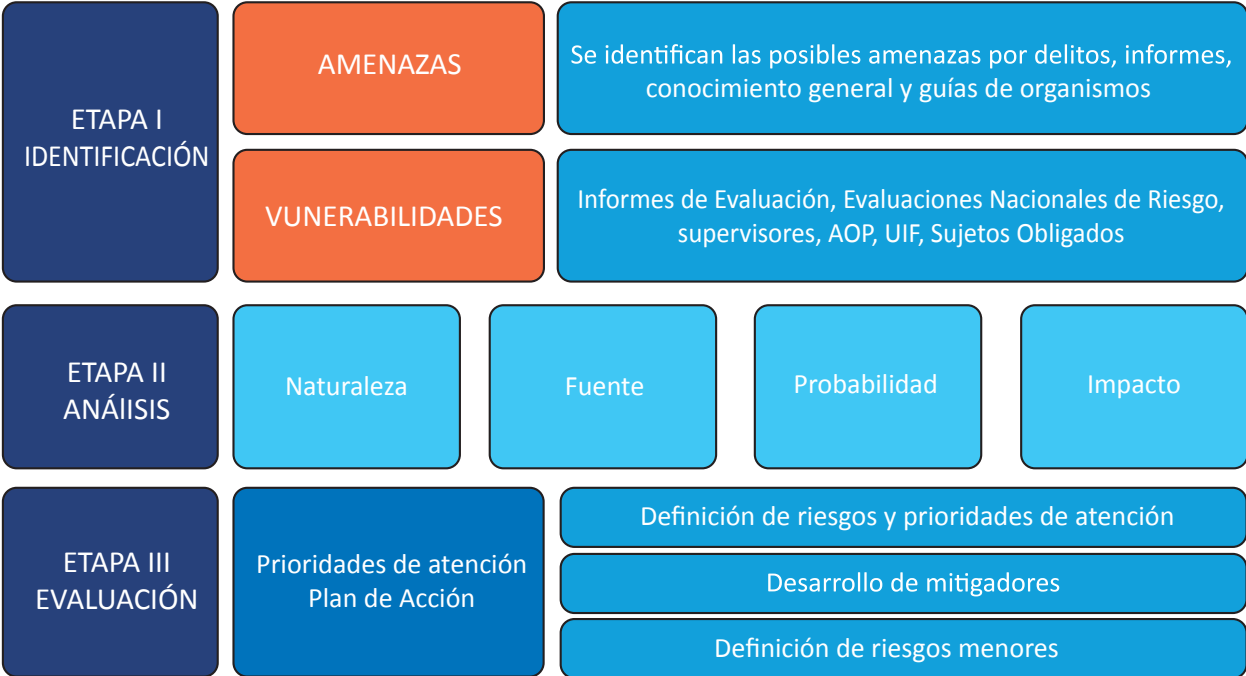 ETAPA I
IDENTIFICACIÓN
AMENAZAS
Se identifican las posibles amenazas por delitos, informes,
conocimiento general y guías de organismos
VUNERABILIDADES
Informes de Evaluación, Evaluaciones Nacionales de Riesgo,
supervisores, AOP, UIF, Sujetos Obligados
ETAPA II
ANÁlISIS
Naturaleza
Fuente
Probabilidad
Impacto
ETAPA III
EVALUACIÓN
Prioridades de atención
Plan de Acción
Definición de riesgos y prioridades de atención
Desarrollo de mitigadores
Definición de riesgos menores